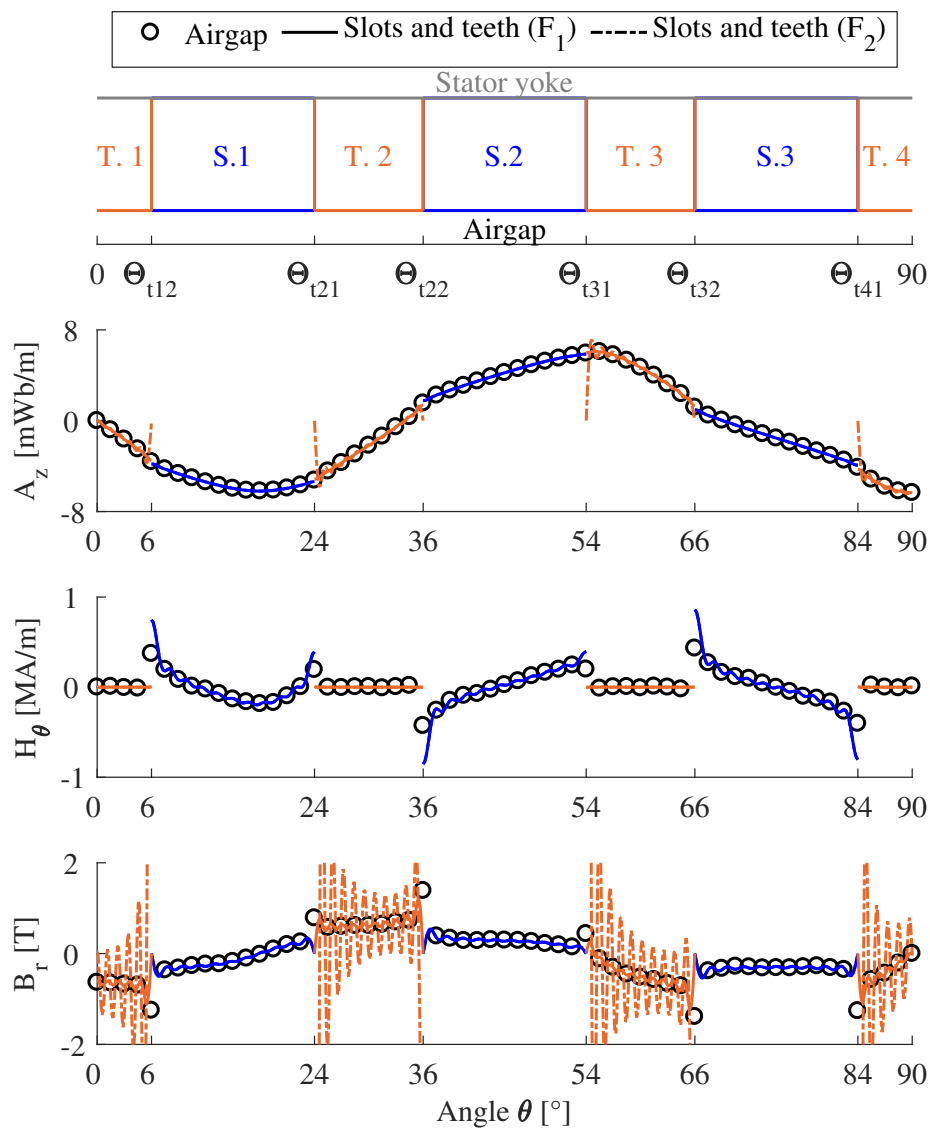 Airgap Slots and teeth (F1) Slots and teeth (F2)
Stator yoke
T. 1 S.1 T. 2 S.2 T. 3 S.3 T. 4
Airgap
0 Θt12 Θt21 Θt22 Θt31 Θt32 Θt41 90
8
0
-8
Az [mWb/m]
0 6 24 36 54 66 84 90
1
0
-1
Hθ [MA/m]
0 6 24 36 54 66 84 90
2
0
-2
Br [T]
0 6 24 36 54 66 84 90
Angle θ [°]